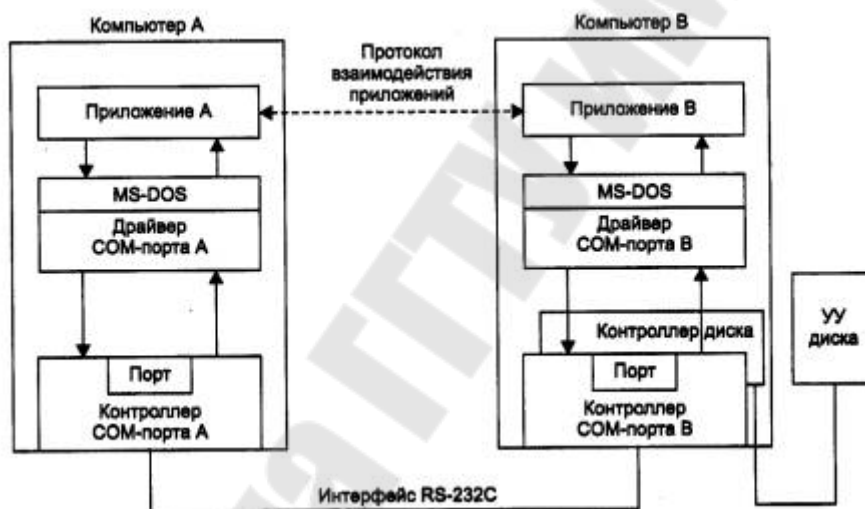 Компьютер A
Компьютер B
Протокол
взаимодействия
приложений
Приложение A
Приложение B
MS-DOS
Драйвер
COM-порта A
MS-DOS
Драйвер
COM-порта B
Контроллер диска
УУ
диска
Порт
Контроллер
COM-порта A
Порт
Контроллер
COM-порта B
Интерфейс RS-232C